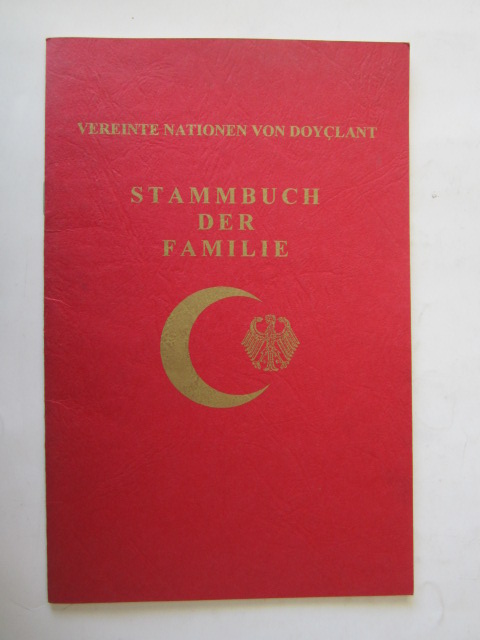 VEREINTE NATIONEN VON DOYÇLANT
STAMMBUCH
DER
FAMILIE